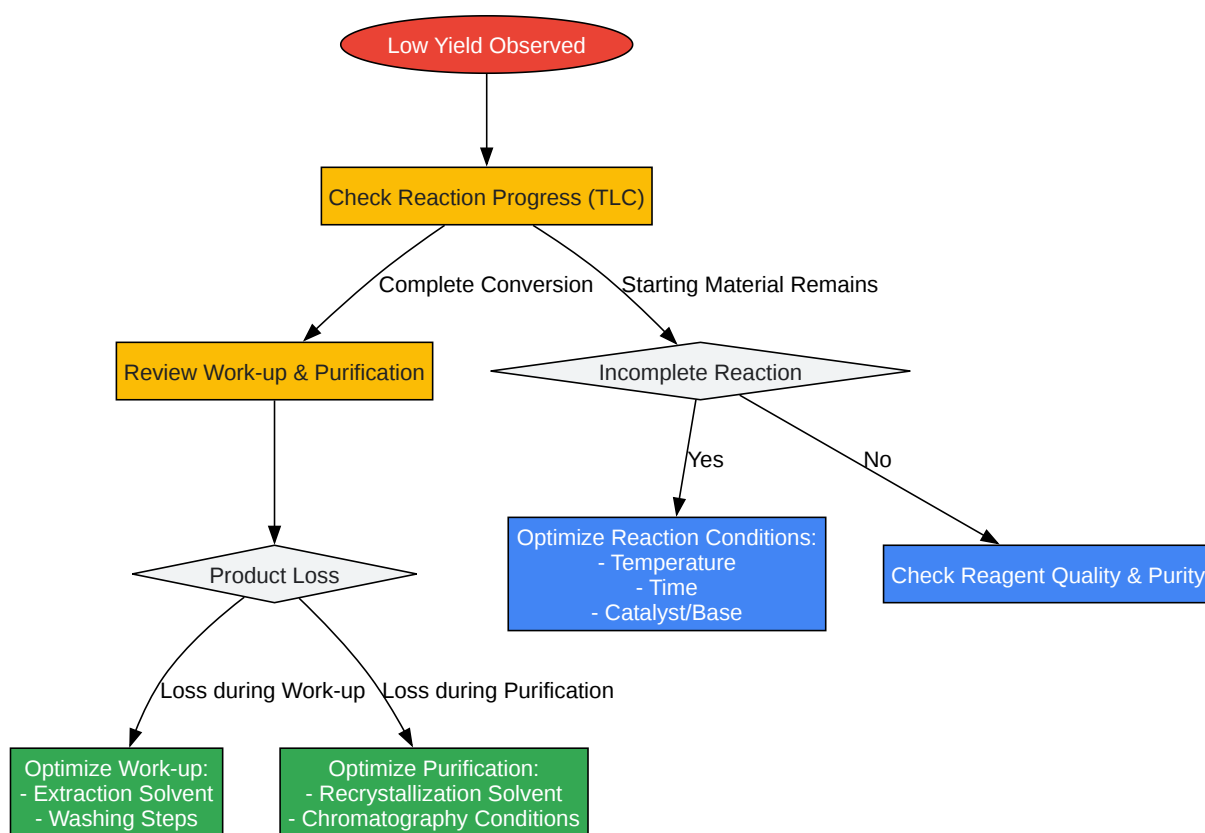 Low Yield Observed
Check Reaction Progress (TLC)
Complete Conversion
Starting Material Remains
Review Work-up & Purification
Incomplete Reaction
Yes
No
Optimize Reaction Conditions:
- Temperature
- Time
- Catalyst/Base
Check Reagent Quality & Purity
Product Loss
Loss during Work-up
Loss during Purification
Optimize Work-up:
- Extraction Solvent
- Washing Steps
Optimize Purification:
- Recrystallization Solvent
- Chromatography Conditions